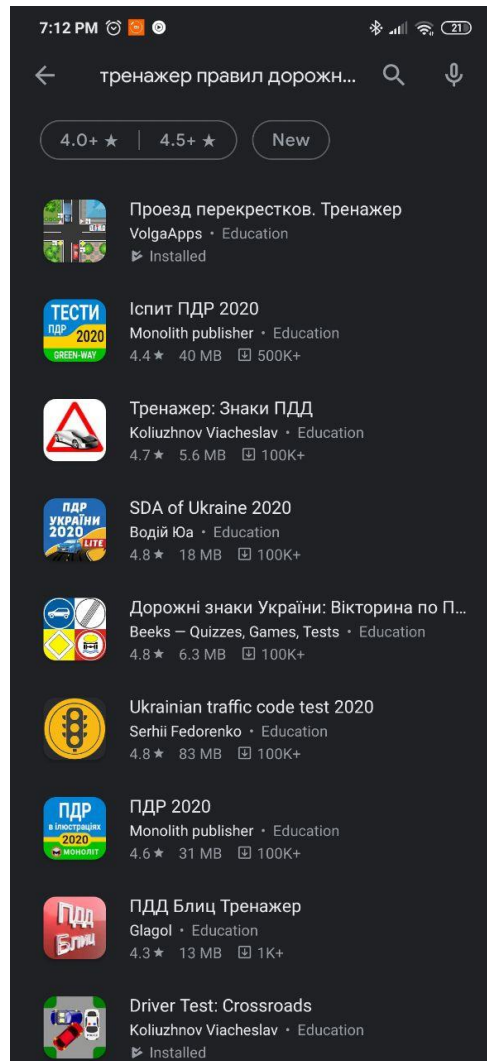 7:12 PM 21
тренажер правил дорожн...
4.0+ ★ | 4.5+ ★ New
Проезд перекрестков. Тренажер
VolgaApps • Education
Installed
ТЕСТИ
ПДР 2020
GREEN-WAY
Іспит ПДР 2020
Monolith publisher • Education
4.4★ 40 MB 500K+
Тренажер: Знаки ПДД
Koliuzhnov Viacheslav • Education
4.7★ 5.6 MB 100K+
ПДР
УКРАЇНИ
2020
LITE
SDA of Ukraine 2020
Водій Юа • Education
4.8★ 18 MB 100K+
Дорожні знаки України: Вікторина по П...
Beeks — Quizzes, Games, Tests • Education
4.8★ 6.3 MB 100K+
Ukrainian traffic code test 2020
Serhii Fedorenko • Education
4.8★ 83 MB 100K+
ПДР
в ілюстраціях
2020
МОНОЛІТ
ПДР 2020
Monolith publisher • Education
4.6★ 31 MB 100K+
ПДД
Блиц
ПДД Блиц Тренажер
Glagol • Education
4.3★ 13 MB 1K+
Driver Test: Crossroads
Koliuzhnov Viacheslav • Education
Installed